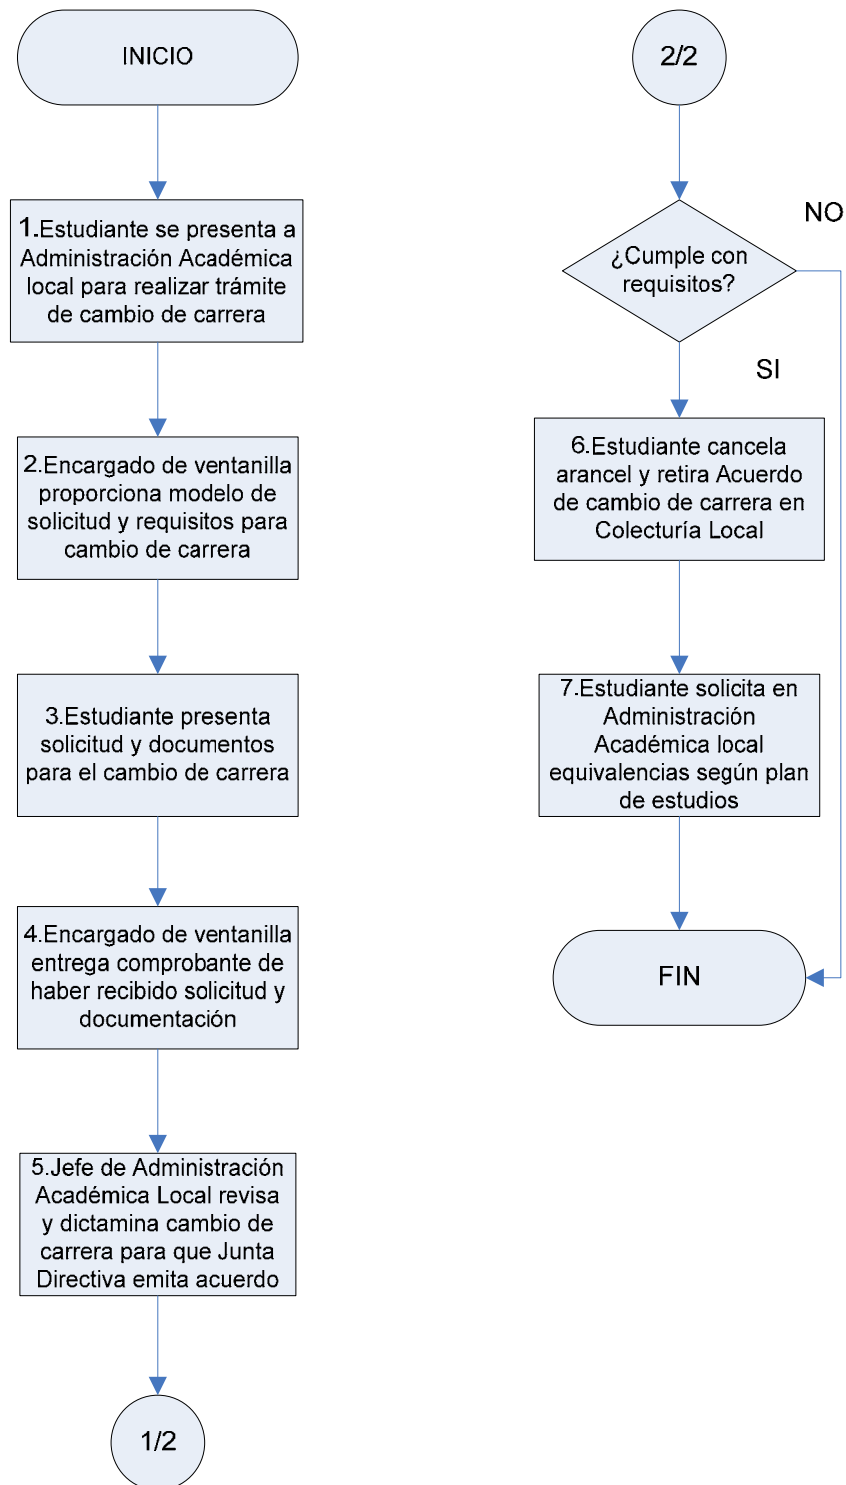 INICIO
1.Estudiante se presenta a
Administración Académica
local para realizar trámite
de cambio de carrera
2.Encargado de ventanilla
proporciona modelo de
solicitud y requisitos para
cambio de carrera
3.Estudiante presenta
solicitud y documentos
para el cambio de carrera
4.Encargado de ventanilla
entrega comprobante de
haber recibido solicitud y
documentación
5.Jefe de Administración
Académica Local revisa
y dictamina cambio de
carrera para que Junta
Directiva emita acuerdo
1/2
2/2
¿Cumple con
requisitos?
NO
SI
6.Estudiante cancela
arancel y retira Acuerdo
de cambio de carrera en
Colecturía Local
7.Estudiante solicita en
Administración
Académica local
equivalencias según plan
de estudios
FIN